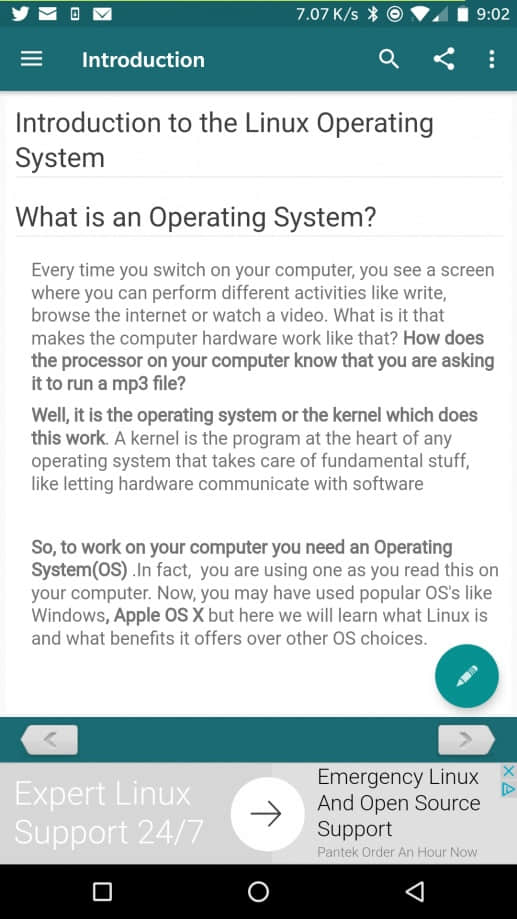 7.07 K/s 9:02
Introduction
Introduction to the Linux Operating
System
What is an Operating System?
Every time you switch on your computer, you see a screen
where you can perform different activities like write,
browse the internet or watch a video. What is it that
makes the computer hardware work like that? How does
the processor on your computer know that you are asking
it to run a mp3 file?
Well, it is the operating system or the kernel which does
this work. A kernel is the program at the heart of any
operating system that takes care of fundamental stuff,
like letting hardware communicate with software
So, to work on your computer you need an Operating
System(OS) .In fact,  you are using one as you read this on
your computer. Now, you may have used popular OS's like
Windows, Apple OS X but here we will learn what Linux is
and what benefits it offers over other OS choices.
Expert Linux
Support 24/7
Emergency Linux
And Open Source
Support
Pantek Order An Hour Now